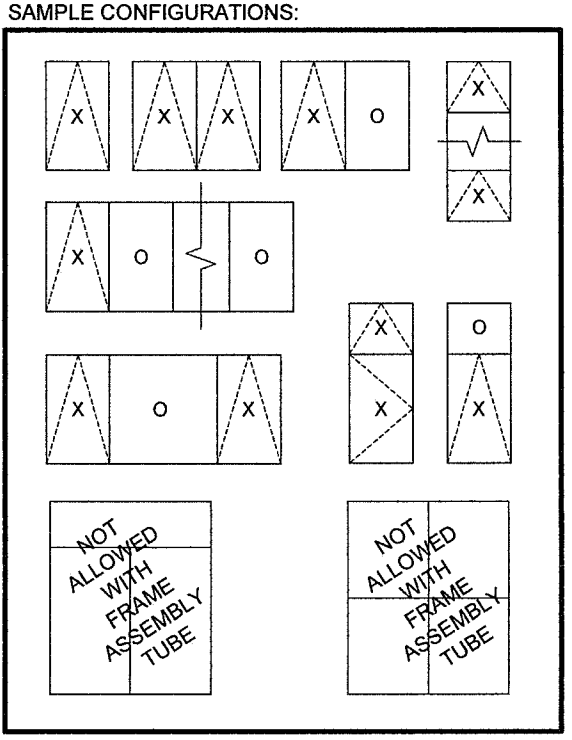 SAMPLE CONFIGURATIONS:
X
X X
X O
X
X
X O O
X O X
X
X
O
X
NOT
ALLOWED
WITH
FRAME
ASSEMBLY
TUBE
NOT
ALLOWED
WITH
FRAME
ASSEMBLY
TUBE